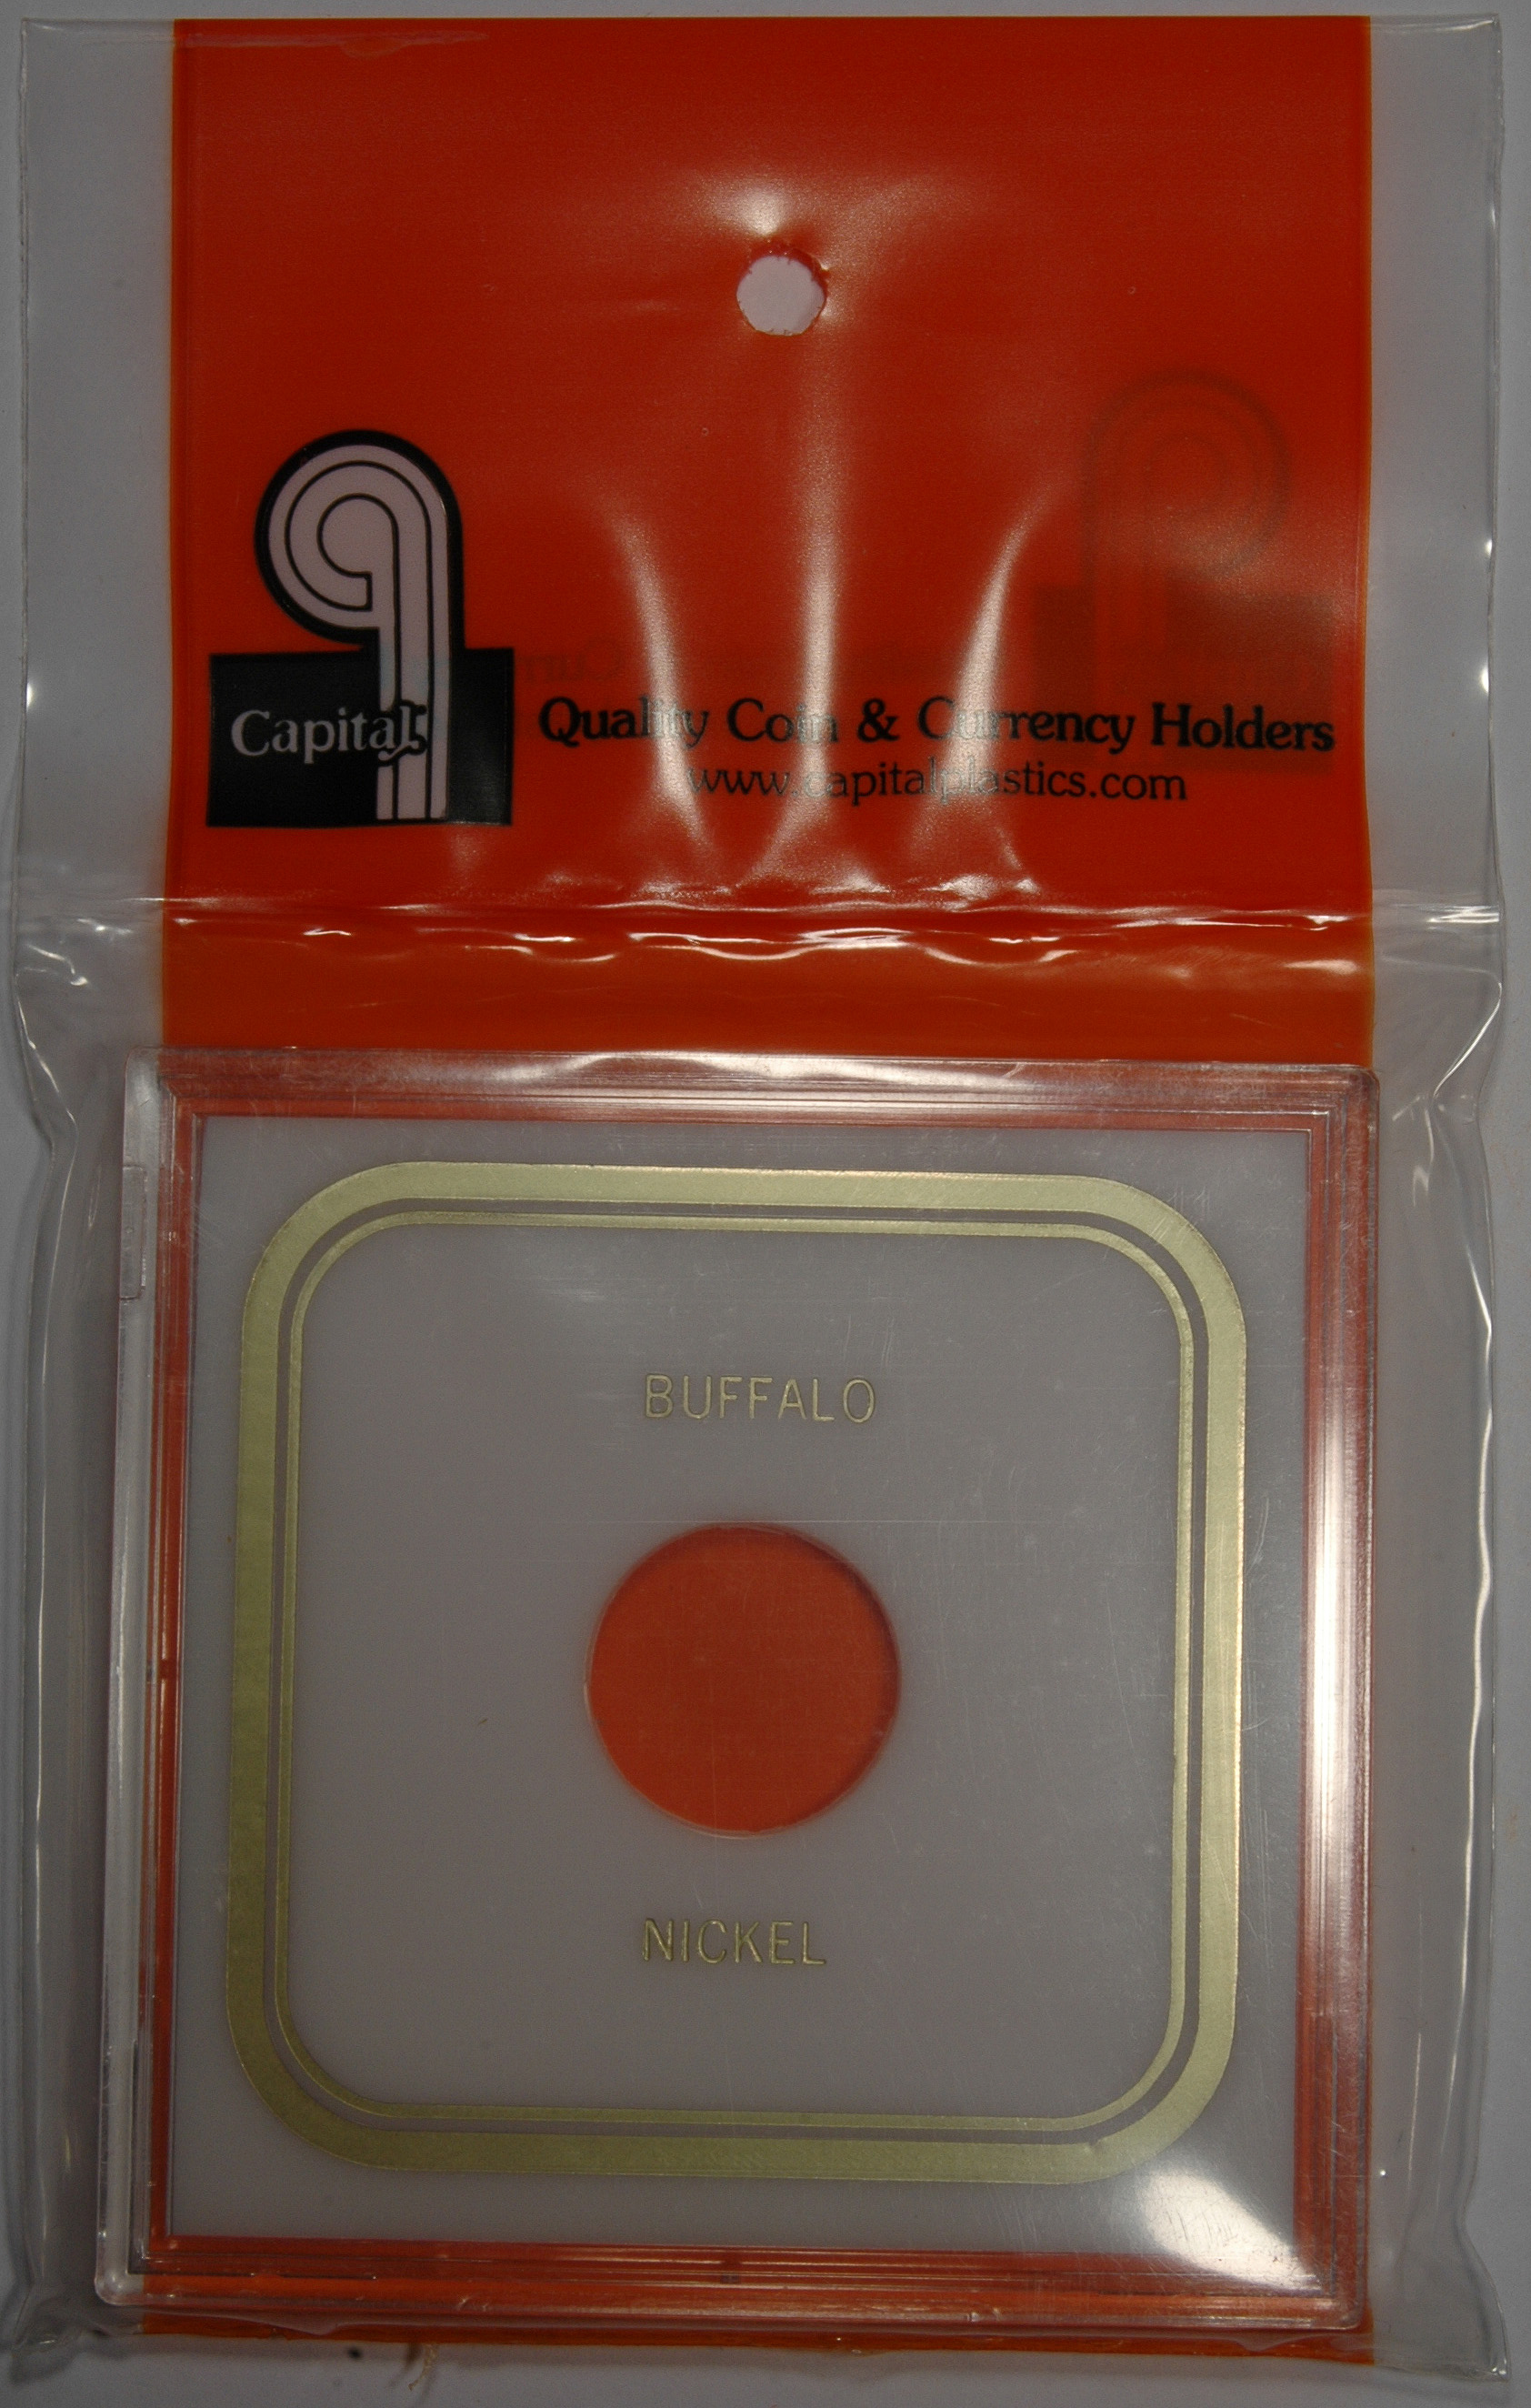 Capital
Quality Coin & Currency Holders
www.capitalplastics.com
BUFFALO
NICKEL